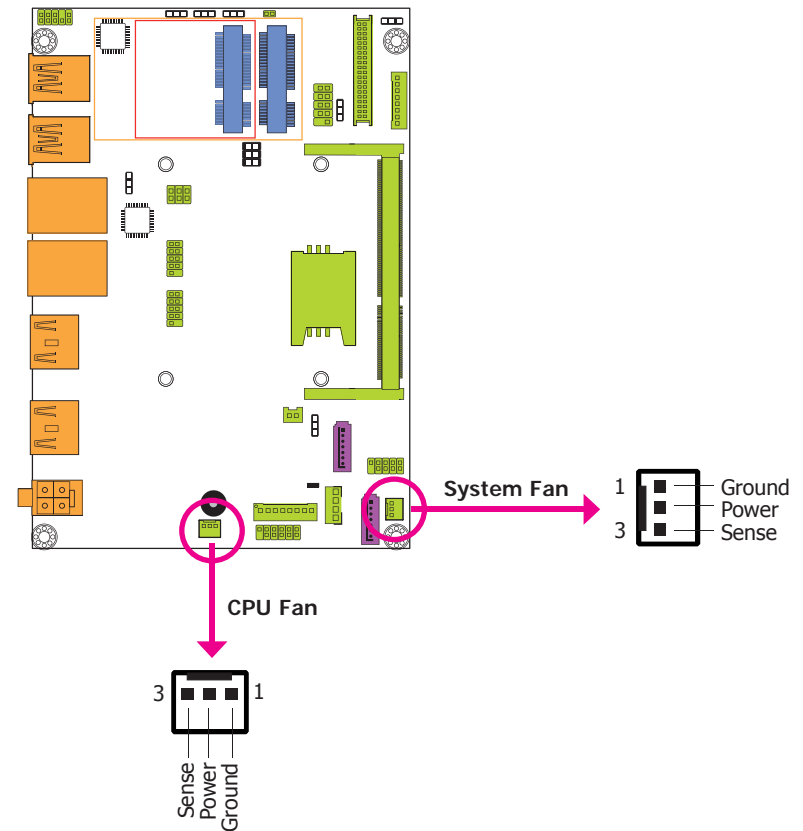 System Fan
1 Ground
Power
3 Sense
CPU Fan
3 1
Sense
Power
Ground